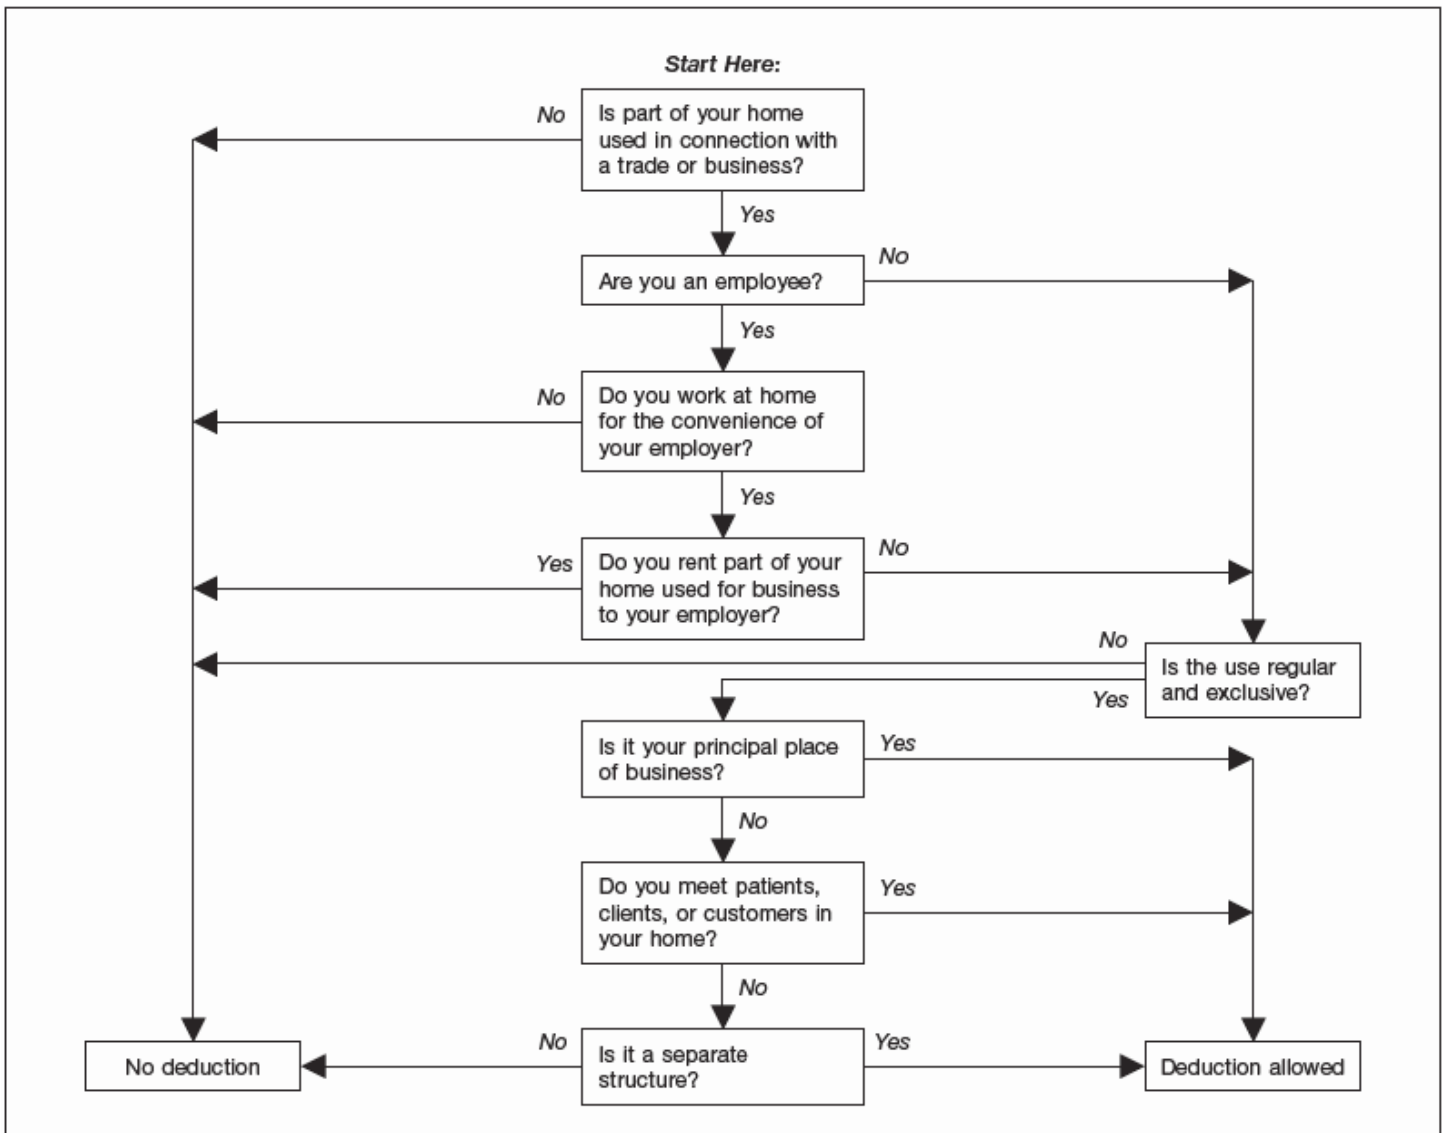 Start Here:
No
Is part of your home
used in connection with
a trade or business?
Yes
Are you an employee?
No
Yes
No
Do you work at home
for the convenience of
your employer?
Yes
Yes
Do you rent part of your
home used for business
to your employer?
No
No
Is the use regular
and exclusive?
Yes
Is it your principal place
of business?
Yes
No
Do you meet patients,
clients, or customers in
your home?
Yes
No
No deduction
No
Is it a separate
structure?
Yes
Deduction allowed